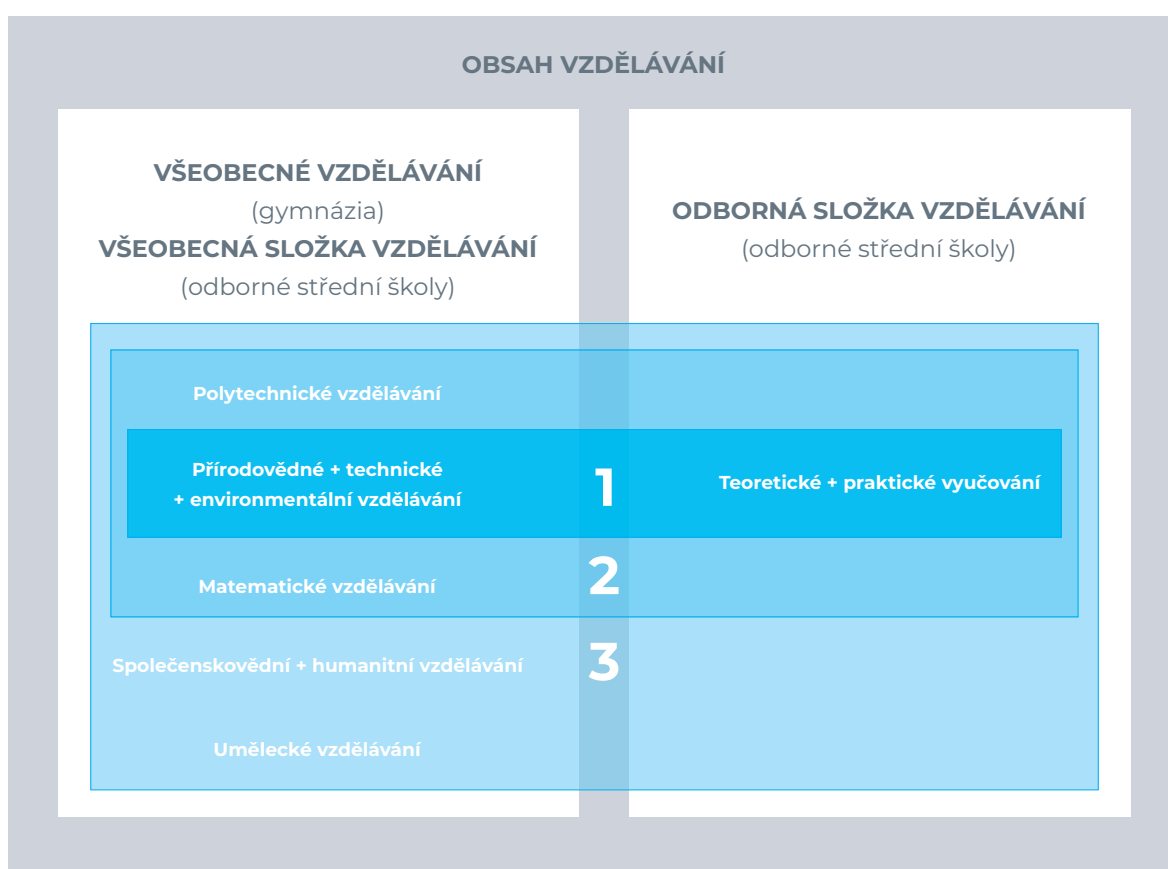 OBSAH VZDĚLÁVÁNÍ
VŠEOBECNÉ VZDĚLÁVÁNÍ
(gymnázia)
VŠEOBECNÁ SLOŽKA VZDĚLÁVÁNÍ
(odborné střední školy)
ODBORNÁ SLOŽKA VZDĚLÁVÁNÍ
(odborné střední školy)
Polytechnické vzdělávání
Přírodovědné + technické
+ environmentální vzdělávání
1
Teoretické + praktické vyučování
2
Matematické vzdělávání
3
Společenskovědní + humanitní vzdělávání
Umělecké vzdělávání